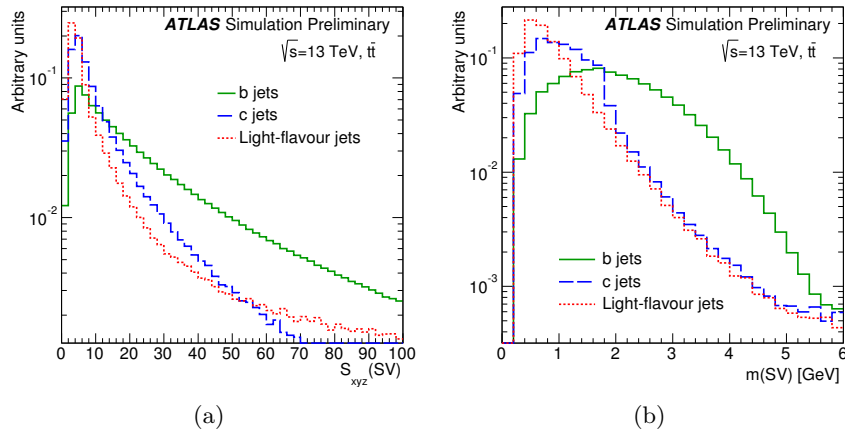 ATLAS Simulation Preliminary
√s=13 TeV, tt̄
Arbitrary units
10⁻¹
10⁻²
b jets
c jets
Light-flavour jets
0 10 20 30 40 50 60 70 80 90 100
S_xyz(SV)
(a)
ATLAS Simulation Preliminary
√s=13 TeV, tt̄
Arbitrary units
10⁻¹
10⁻²
10⁻³
b jets
c jets
Light-flavour jets
0 1 2 3 4 5 6
m(SV) [GeV]
(b)